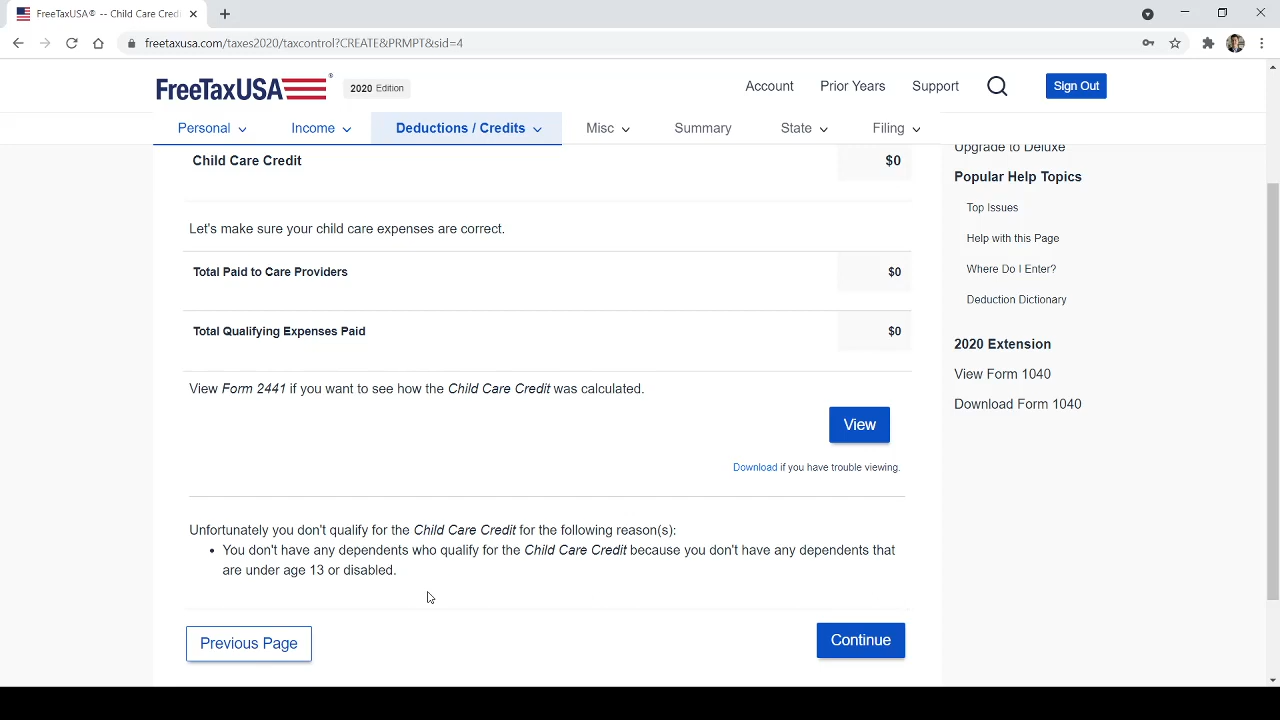 FreeTaxUSA® -- Child Care Credi
freetaxusa.com/taxes2020/taxcontrol?CREATE&PRMPT&sid=4
FreeTaxUSA® 2020 Edition Account Prior Years Support Sign Out
Personal Income Deductions / Credits Misc Summary State Filing
Upgrade to Deluxe
Child Care Credit $0
Popular Help Topics
Top Issues
Let's make sure your child care expenses are correct.
Help with this Page
Total Paid to Care Providers $0
Where Do I Enter?
Deduction Dictionary
Total Qualifying Expenses Paid $0
2020 Extension
View Form 1040
View Form 2441 if you want to see how the Child Care Credit was calculated.
Download Form 1040
View
Download if you have trouble viewing.
Unfortunately you don't qualify for the Child Care Credit for the following reason(s):
• You don't have any dependents who qualify for the Child Care Credit because you don't have any dependents that
are under age 13 or disabled.
Previous Page Continue